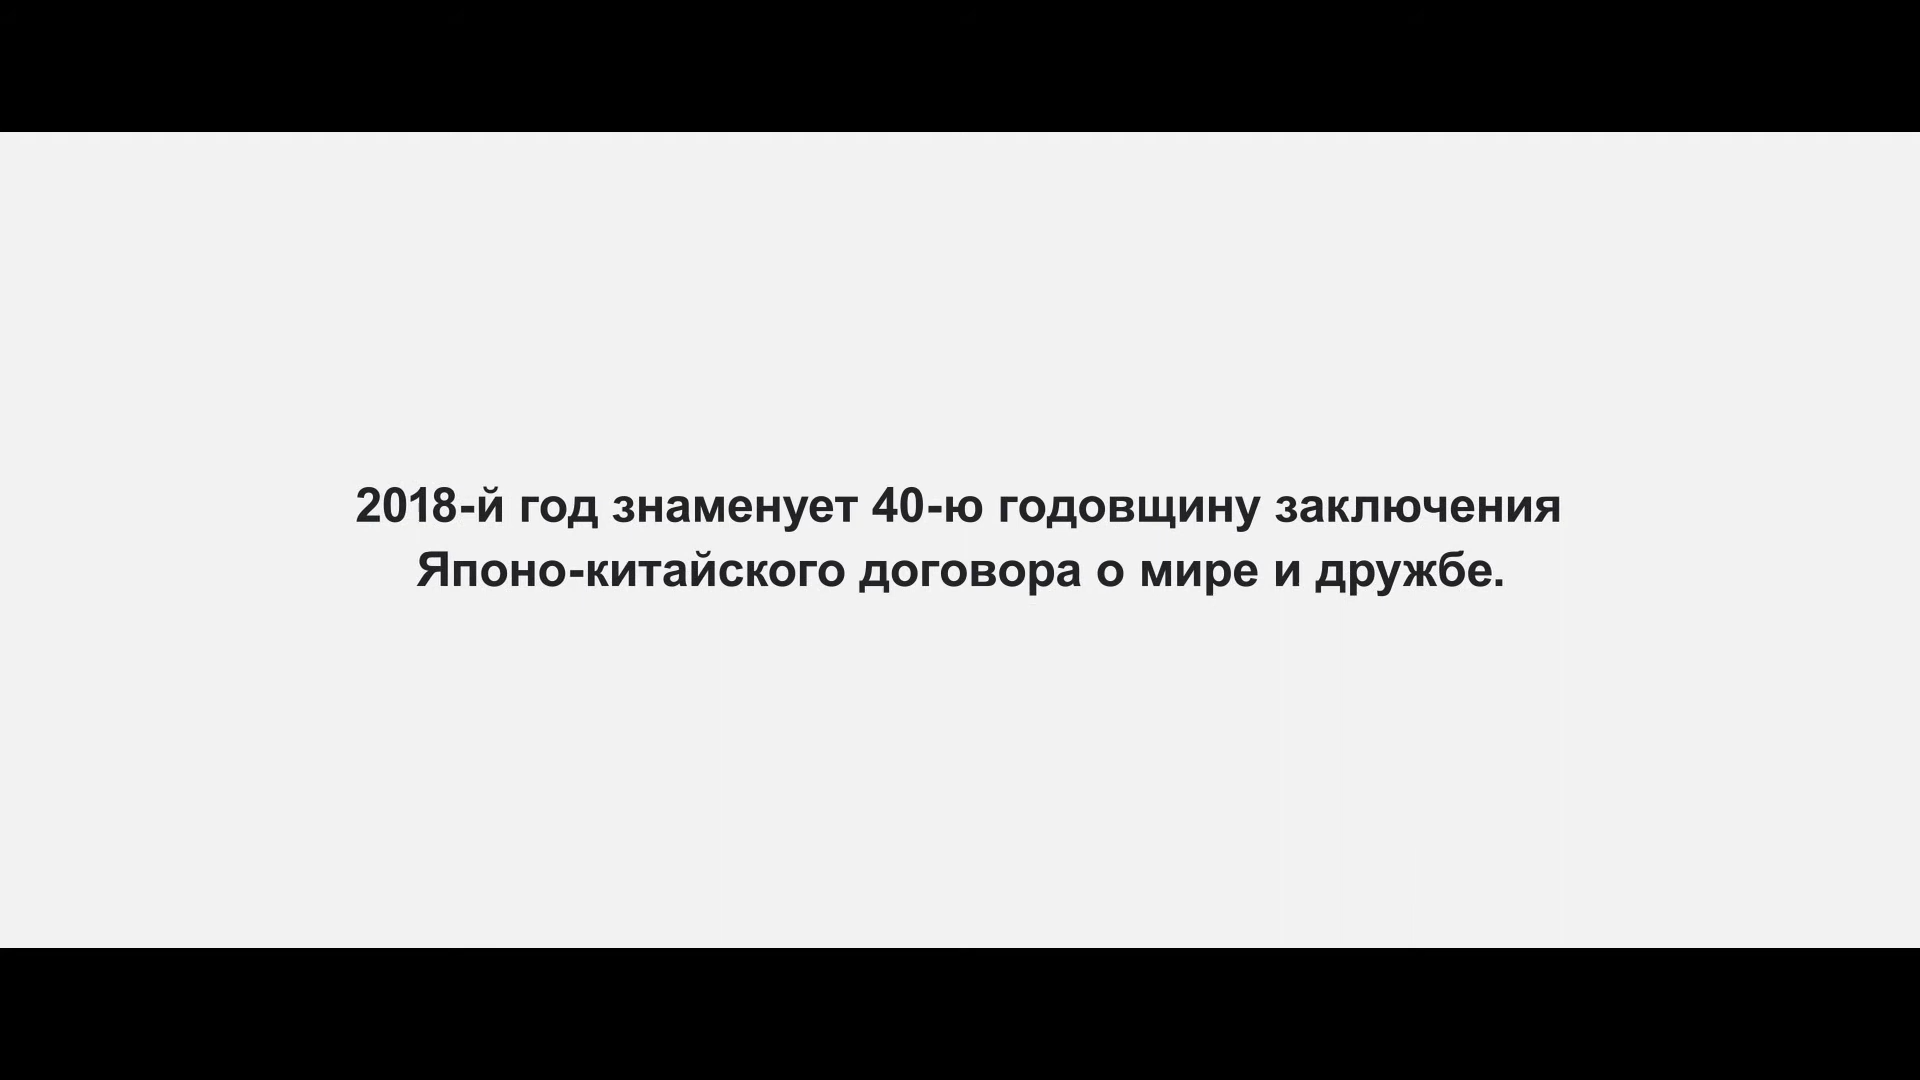 2018-й год знаменует 40-ю годовщину заключения
Японо-китайского договора о мире и дружбе.